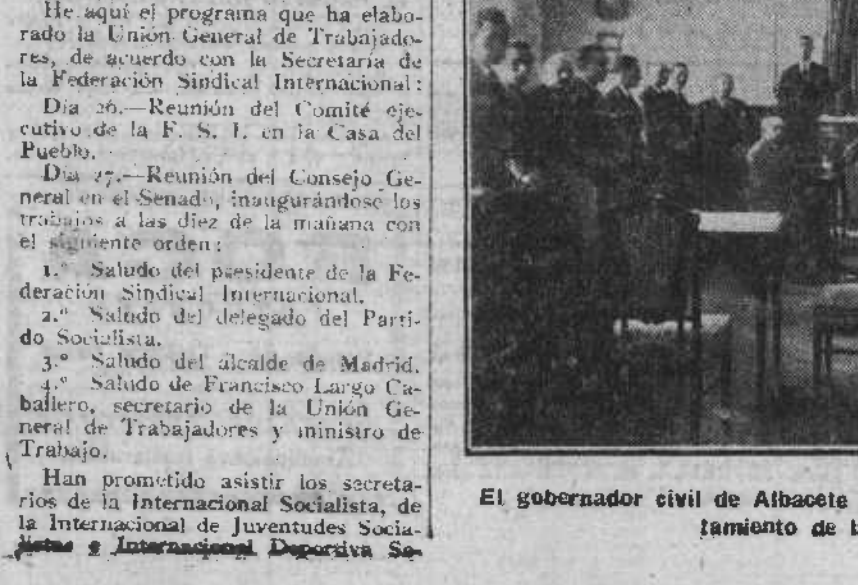 He aquí el programa que ha elabo-
rado la Unión General de Trabajado-
res, de acuerdo con la Secretaría de
la Federación Sindical Internacional:
Día 26.—Reunión del Comité eje-
cutivo de la F. S. I. en la Casa del
Pueblo.
Día 27.—Reunión del Consejo Ge-
neral en el Senado, inaugurándose los
trabajos a las diez de la mañana con
el siguiente orden:
1.º Saludo del presidente de la Fe-
deración Sindical Internacional.
2.º Saludo del delegado del Parti-
do Socialista.
3.º Saludo del alcalde de Madrid.
4.º Saludo de Francisco Largo Ca-
ballero, secretario de la Unión Ge-
neral de Trabajadores y ministro de
Trabajo.
Han prometido asistir los secreta-
rios de la Internacional Socialista, de
la Internacional de Juventudes Socia-
listas e Internacional Deportiva So-
El gobernador civil de Albacete
tamiento de